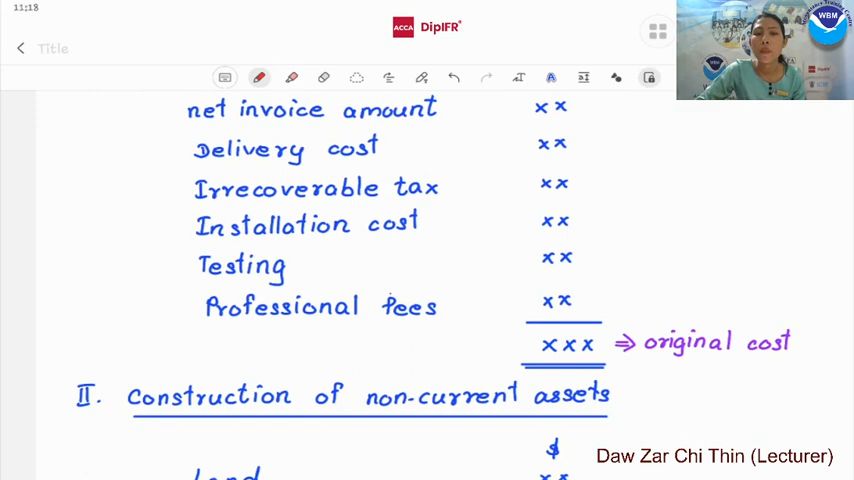 11:18
ACCA DipIFR
WBM
Title
net invoice amount xx
Delivery cost xx
Irrecoverable tax xx
Installation cost xx
Testing xx
Professional Fees xx
xxx ⇒ original cost
II. Construction of non-current assets
$
Land xx
Daw Zar Chi Thin (Lecturer)